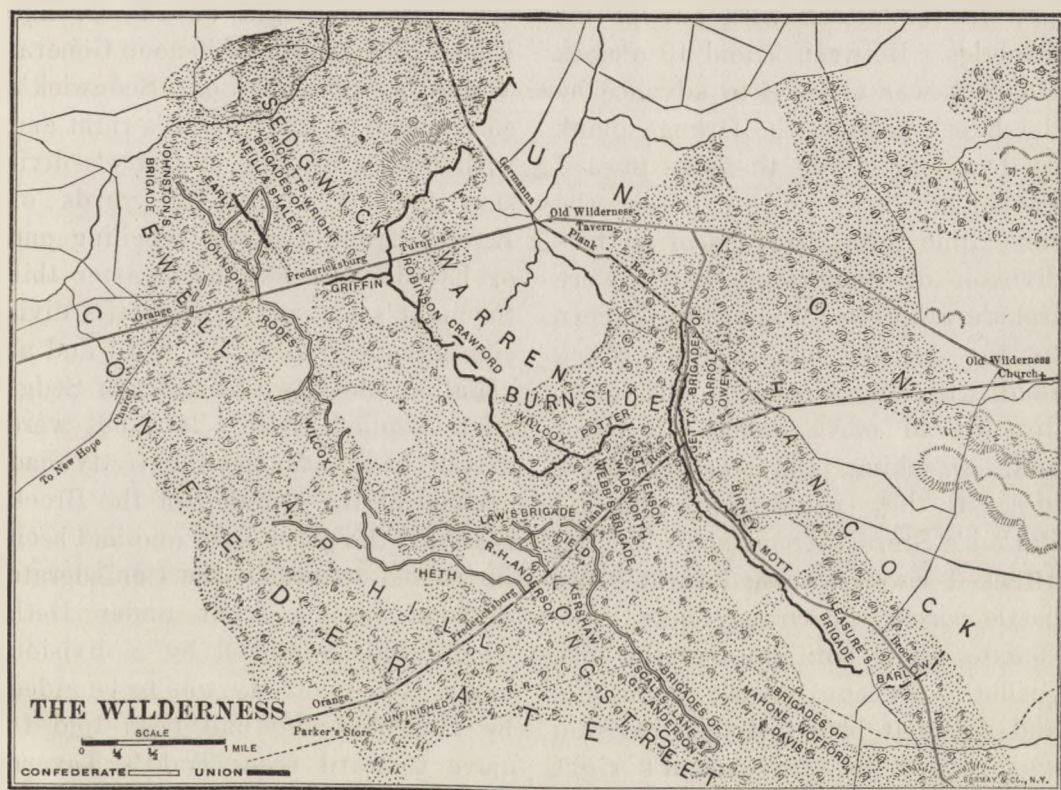 UNION
CONFEDERATE
SEDGWICK
RICKETTS
WRIGHT
BRIGADES OF
NEILL & SHALER
JOHNSTON'S
BRIGADE
EWELL
EARLY
JOHNSON
RODES
Germanna
Plank
Road
Old Wilderness
Tavern
Fredericksburg
Turnpike
GRIFFIN
WARREN
ROBINSON
CRAWFORD
Orange
Church
To New Hope
BURNSIDE
WILLCOX
POTTER
STEVENSON
WADSWORTH
WEBB'S BRIGADE
Plank
Road
GETTY
BRIGADES OF
CARROLL &
OWEN
HANCOCK
BIRNEY
MOTT
LEASURE'S
BRIGADE
BARLOW
Brock
Road
Old Wilderness
Church
WILCOX
A P HILL
HETH
LAW'S BRIGADE
FIELD
R.H. ANDERSON
KERSHAW
LONGSTREET
BRIGADES OF
SCALES, LANE &
G.T. ANDERSON
BRIGADES OF
MAHONE, WOFFORD,
& DAVIS
Fredericksburg
Orange
Parker's Store
UNFINISHED
R.R.
THE WILDERNESS
SCALE
0 ¼ ½ 1 MILE
CONFEDERATE UNION
BORMAY & CO., N.Y.